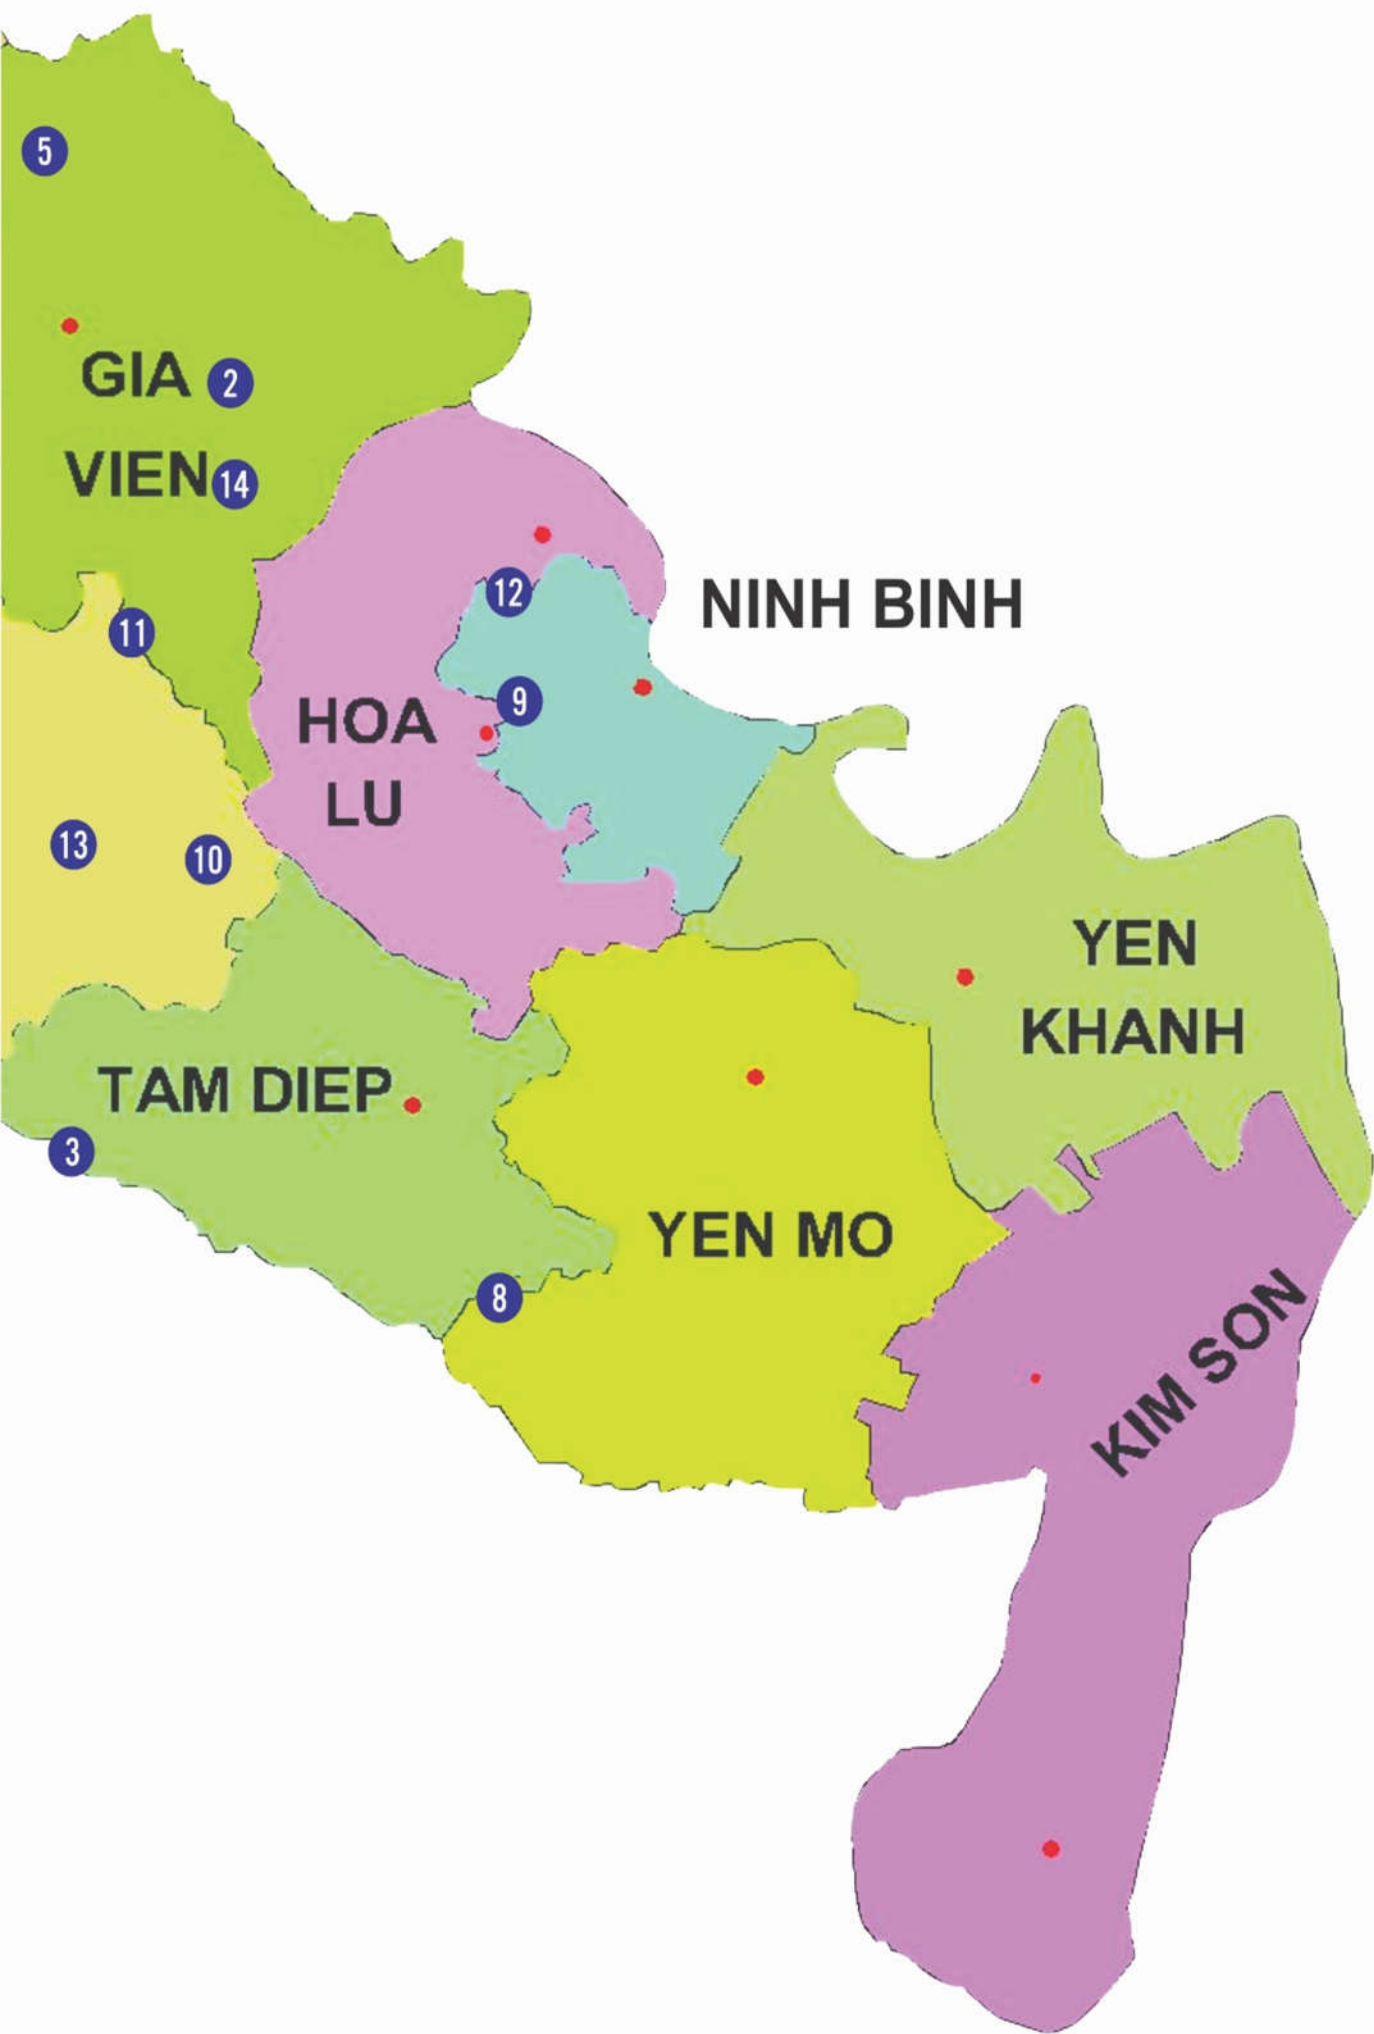 5
GIA 2
VIEN 14
11
12
NINH BINH
9
HOA
LU
13
10
YEN
KHANH
TAM DIEP
3
YEN MO
8
KIM SON